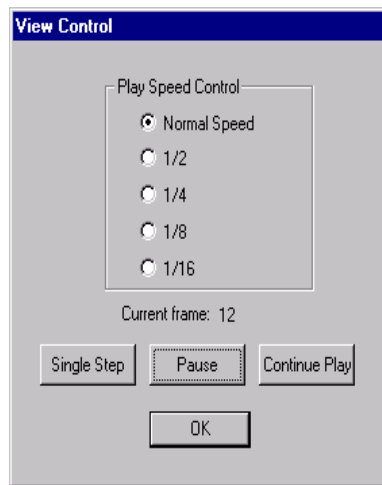 View Control
Play Speed Control
Normal Speed
1/2
1/4
1/8
1/16
Current frame: 12
Single Step Pause Continue Play
OK